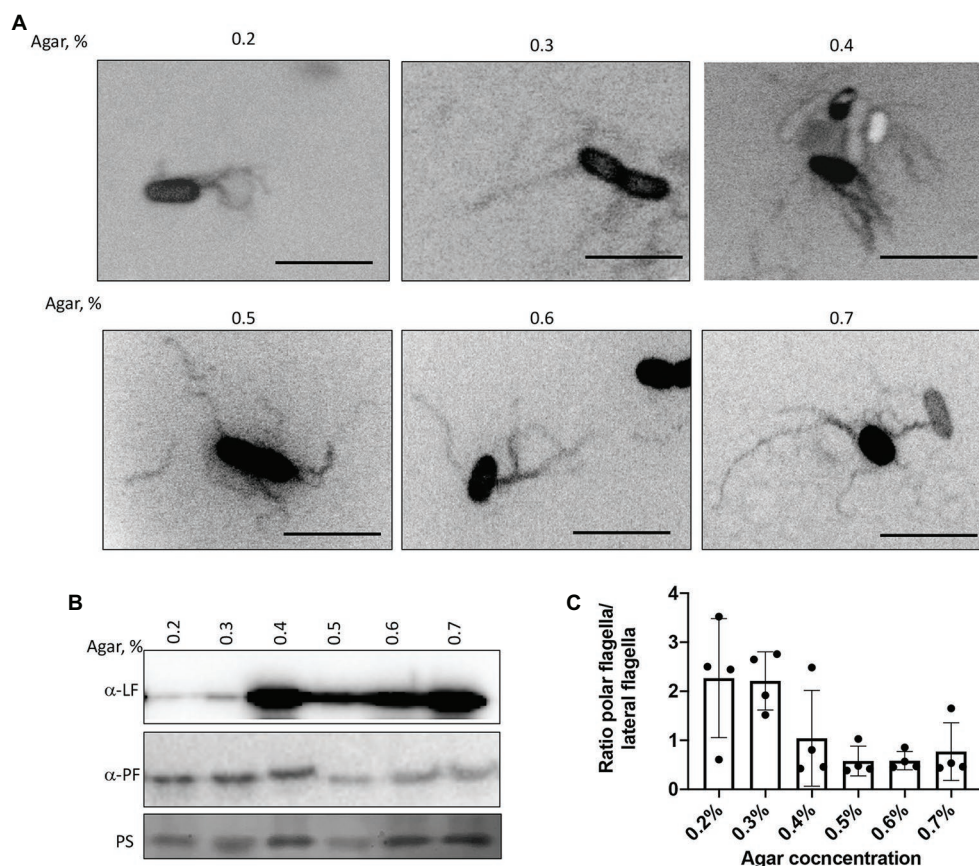 A
Agar, % 0.2 0.3 0.4
Agar, % 0.5 0.6 0.7
B
Agar, % 0.2 0.3 0.4 0.5 0.6 0.7
α-LF
α-PF
PS
C
Ratio polar flagella/
lateral flagella
4
3
2
1
0
0.2% 0.3% 0.4% 0.5% 0.6% 0.7%
Agar cocncentration